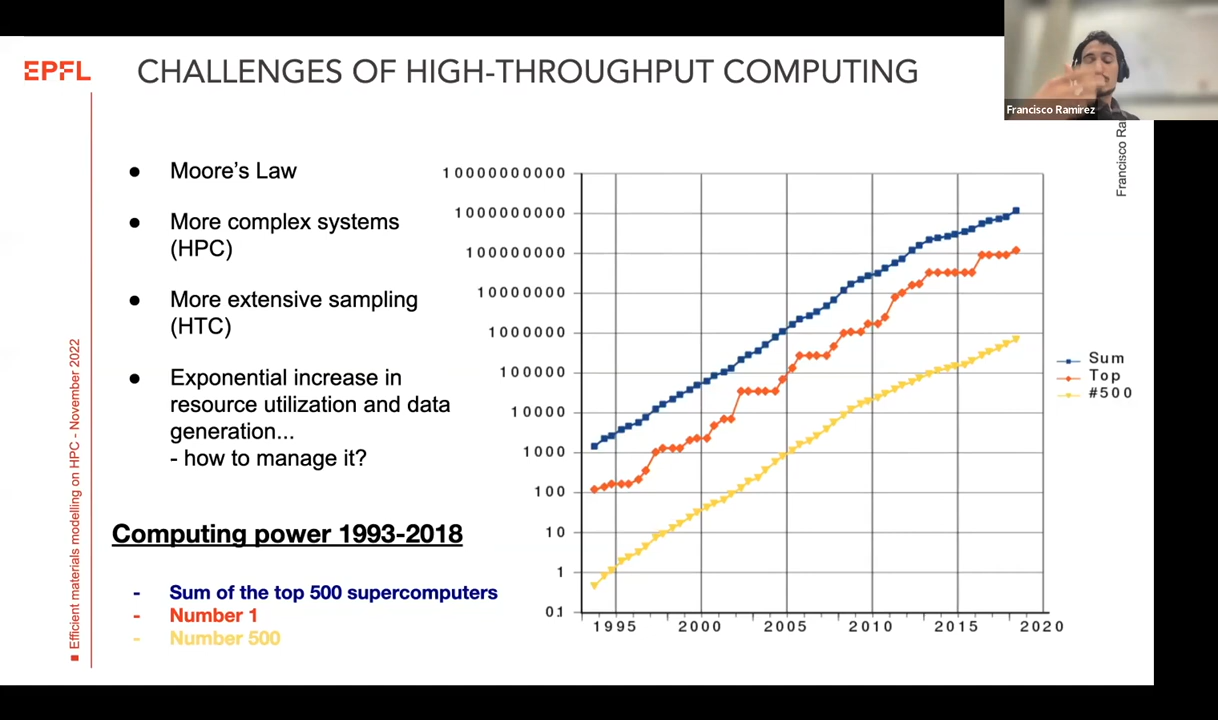 EPFL
CHALLENGES OF HIGH-THROUGHPUT COMPUTING
Francisco Ramirez
Francisco Ra
● Moore's Law
● More complex systems
(HPC)
● More extensive sampling
(HTC)
● Exponential increase in
resource utilization and data
generation...
- how to manage it?
Computing power 1993-2018
- Sum of the top 500 supercomputers
- Number 1
- Number 500
■ Efficient materials modelling on HPC - November 2022
10000000000
1000000000
100000000
10000000
1000000
100000
10000
1000
100
10
1
01
1995 2000 2005 2010 2015 2020
Sum
Top
#500